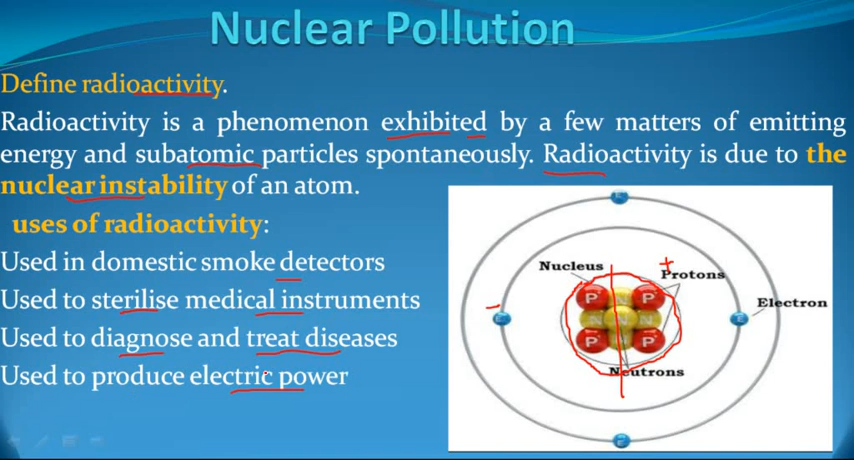 Nuclear Pollution
Define radioactivity.
Radioactivity is a phenomenon exhibited by a few matters of emitting
energy and subatomic particles spontaneously. Radioactivity is due to the
nuclear instability of an atom.
uses of radioactivity:
Used in domestic smoke detectors
Used to sterilise medical instruments
Used to diagnose and treat diseases
Used to produce electric power
E
Nucleus
+
Protons
Electron
P N P
- E
N N N
E
P N P
Neutrons
E